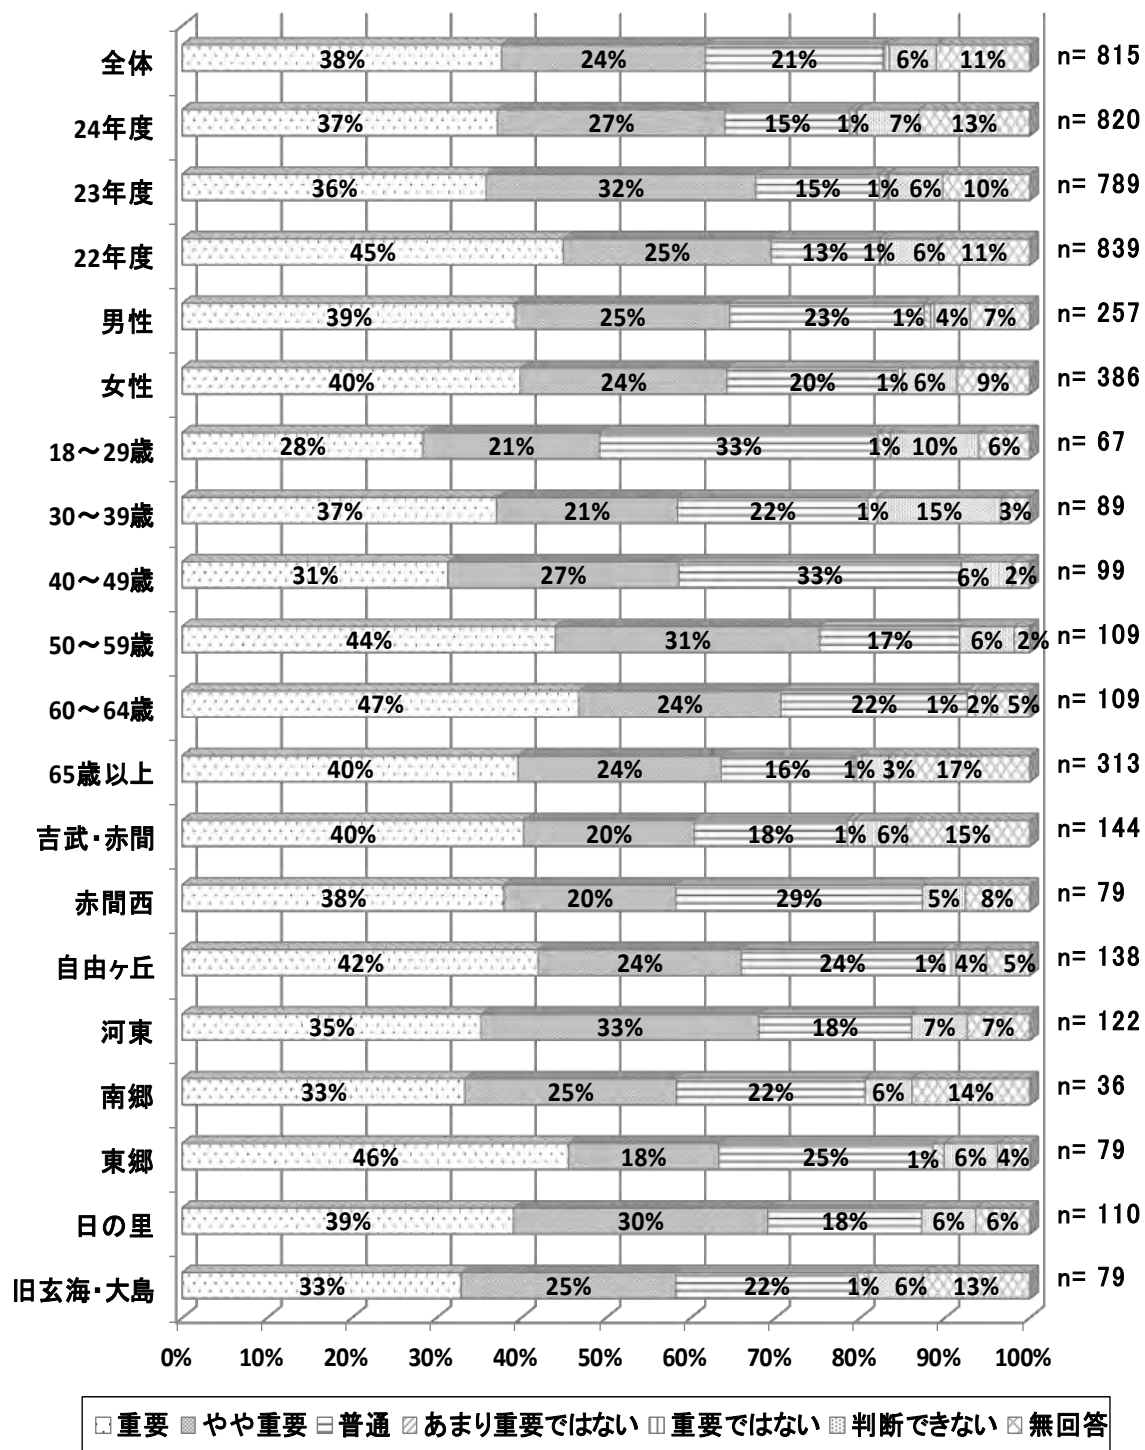 全体 38% 24% 21% 6% 11% n= 815
24年度 37% 27% 15% 1% 7% 13% n= 820
23年度 36% 32% 15% 1% 6% 10% n= 789
22年度 45% 25% 13% 1% 6% 11% n= 839
男性 39% 25% 23% 1% 4% 7% n= 257
女性 40% 24% 20% 1% 6% 9% n= 386
18～29歳 28% 21% 33% 1% 10% 6% n= 67
30～39歳 37% 21% 22% 1% 15% 3% n= 89
40～49歳 31% 27% 33% 6% 2% n= 99
50～59歳 44% 31% 17% 6% 2% n= 109
60～64歳 47% 24% 22% 1% 2% 5% n= 109
65歳以上 40% 24% 16% 1% 3% 17% n= 313
吉武・赤間 40% 20% 18% 1% 6% 15% n= 144
赤間西 38% 20% 29% 5% 8% n= 79
自由ヶ丘 42% 24% 24% 1% 4% 5% n= 138
河東 35% 33% 18% 7% 7% n= 122
南郷 33% 25% 22% 6% 14% n= 36
東郷 46% 18% 25% 1% 6% 4% n= 79
日の里 39% 30% 18% 6% 6% n= 110
旧玄海・大島 33% 25% 22% 1% 6% 13% n= 79
0% 10% 20% 30% 40% 50% 60% 70% 80% 90% 100%
重要 やや重要 普通 あまり重要ではない 重要ではない 判断できない 無回答